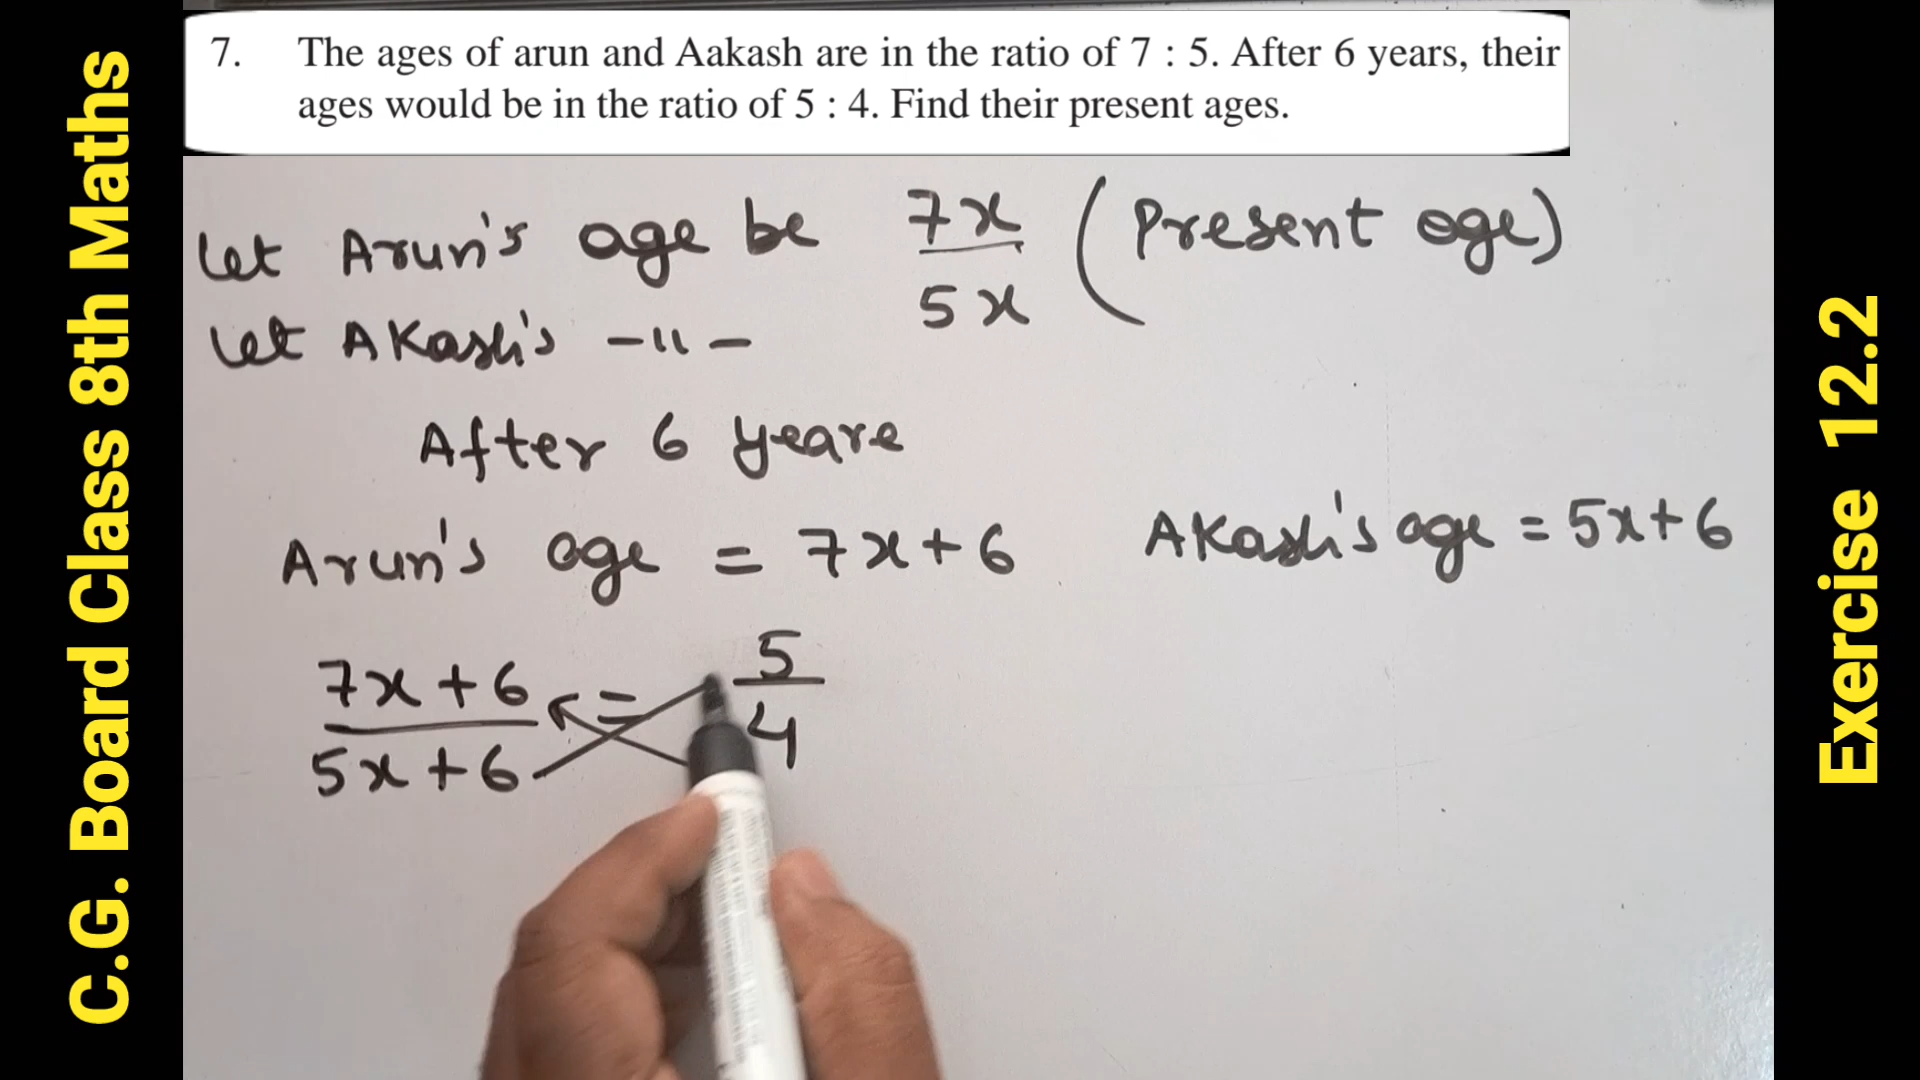 C.G. Board Class 8th Maths
7. The ages of arun and Aakash are in the ratio of 7 : 5. After 6 years, their
ages would be in the ratio of 5 : 4. Find their present ages.
Let Arun's age be 7x (Present age)
Let AKash's -11- 5x
After 6 yeare
Arun's age = 7x+6 AKash's age = 5x+6
7x+6 = 5
5x+6 4
Exercise 12.2